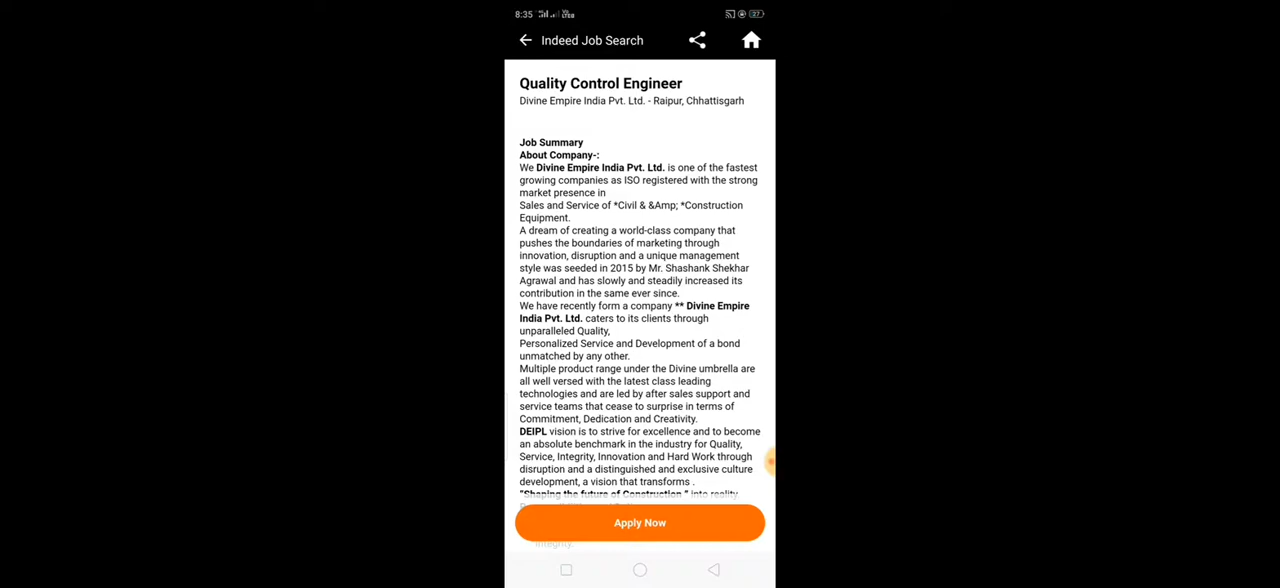 8:35
27
Indeed Job Search
Quality Control Engineer
Divine Empire India Pvt. Ltd. - Raipur, Chhattisgarh
Job Summary
About Company-:
We Divine Empire India Pvt. Ltd. is one of the fastest
growing companies as ISO registered with the strong
market presence in
Sales and Service of *Civil & &Amp; *Construction
Equipment.
A dream of creating a world-class company that
pushes the boundaries of marketing through
innovation, disruption and a unique management
style was seeded in 2015 by Mr. Shashank Shekhar
Agrawal and has slowly and steadily increased its
contribution in the same ever since.
We have recently form a company ** Divine Empire
India Pvt. Ltd. caters to its clients through
unparalleled Quality,
Personalized Service and Development of a bond
unmatched by any other.
Multiple product range under the Divine umbrella are
all well versed with the latest class leading
technologies and are led by after sales support and
service teams that cease to surprise in terms of
Commitment, Dedication and Creativity.
DEIPL vision is to strive for excellence and to become
an absolute benchmark in the industry for Quality,
Service, Integrity, Innovation and Hard Work through
disruption and a distinguished and exclusive culture
development, a vision that transforms .
“Shaping the future of Construction ” into reality
Apply Now
integrity.